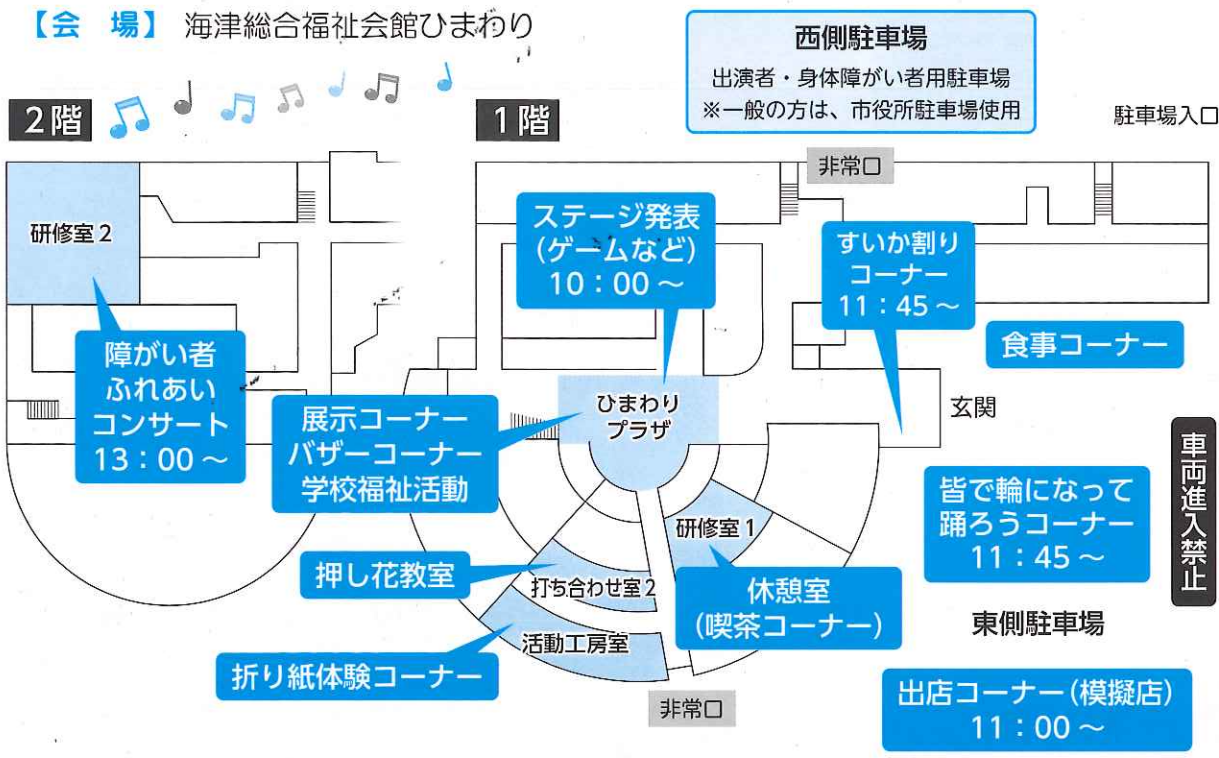 【会　場】 海津総合福祉会館ひまわり
西側駐車場
出演者・身体障がい者用駐車場
※一般の方は、市役所駐車場使用
駐車場入口
2階
1階
非常口
研修室2
障がい者
ふれあい
コンサート
13：00～
ステージ発表
(ゲームなど)
10：00～
すいか割り
コーナー
11：45～
食事コーナー
ひまわり
プラザ
玄関
展示コーナー
バザーコーナー
学校福祉活動
車両進入禁止
皆で輪になって
踊ろうコーナー
11：45～
研修室1
押し花教室
打ち合わせ室2
休憩室
(喫茶コーナー)
東側駐車場
活動工房室
折り紙体験コーナー
非常口
出店コーナー(模擬店)
11：00～